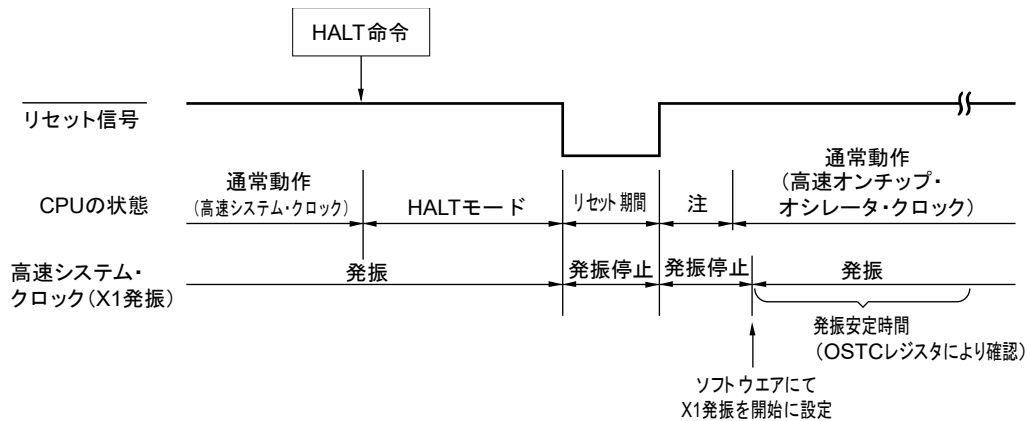 HALT命令
リセット信号
CPUの状態
通常動作
(高速システム・クロック)
HALTモード
リセット期間
注
通常動作
(高速オンチップ・
オシレータ・クロック)
高速システム・
クロック(X1発振)
発振
発振停止
発振停止
発振
発振安定時間
(OSTCレジスタにより確認)
ソフトウエアにて
X1発振を開始に設定